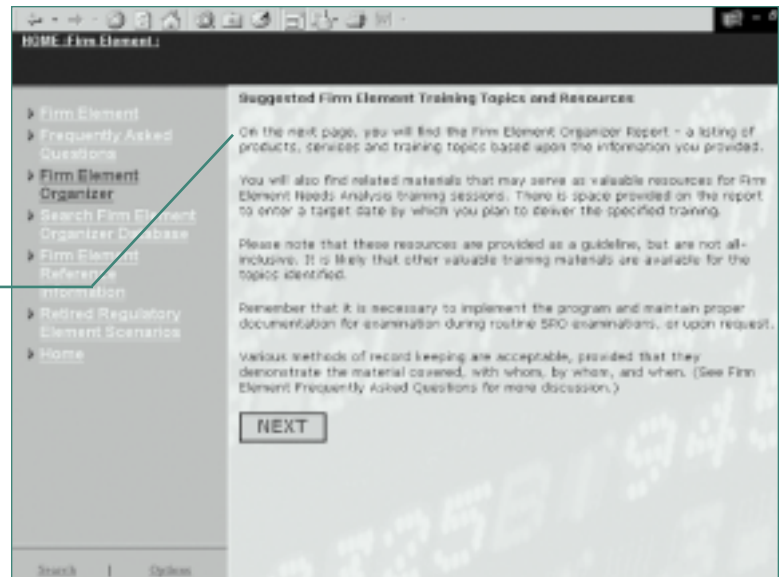 HOME :Firm Element :
Firm Element
Frequently Asked
Questions
Firm Element
Organizer
Search Firm Element
Organizer Database
Firm Element
Reference
Information
Retired Regulatory
Element Scenarios
Home
Search | Options
Suggested Firm Element Training Topics and Resources
On the next page, you will find the Firm Element Organizer Report - a listing of
products, services and training topics based upon the information you provided.
You will also find related materials that may serve as valuable resources for Firm
Element Needs Analysis training sessions. There is space provided on the report
to enter a target date by which you plan to deliver the specified training.
Please note that these resources are provided as a guideline, but are not all-
inclusive. It is likely that other valuable training materials are available for the
topics identified.
Remember that it is necessary to implement the program and maintain proper
documentation for examination during routine SRO examinations, or upon request.
Various methods of record keeping are acceptable, provided that they
demonstrate the material covered, with whom, by whom, and when. (See Firm
Element Frequently Asked Questions for more discussion.)
NEXT